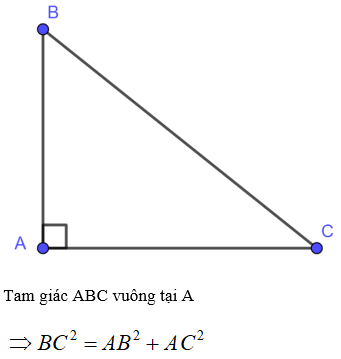 B
A
C
Tam giác ABC vuông tại A
⇒ BC² = AB² + AC²